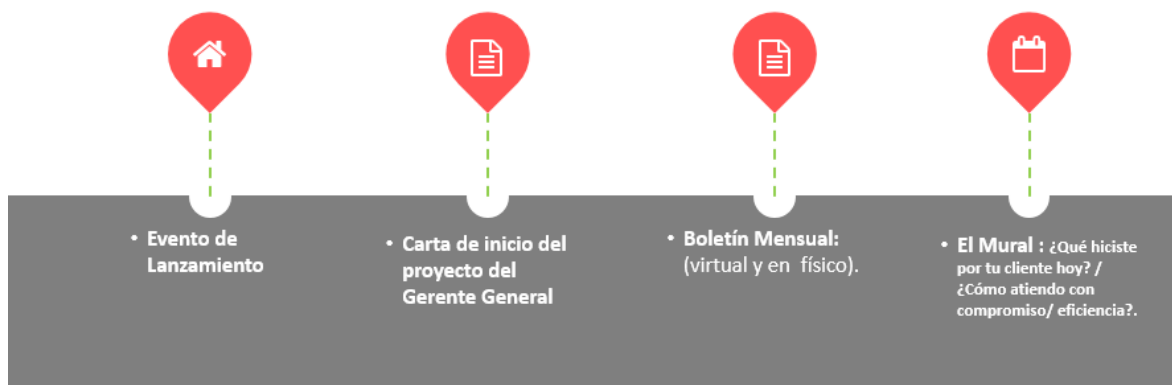 • Evento de
Lanzamiento
• Carta de inicio del
proyecto del
Gerente General
• Boletín Mensual:
(virtual y en físico).
• El Mural : ¿Qué hiciste
por tu cliente hoy? /
¿Cómo atiendo con
compromiso/ eficiencia?.